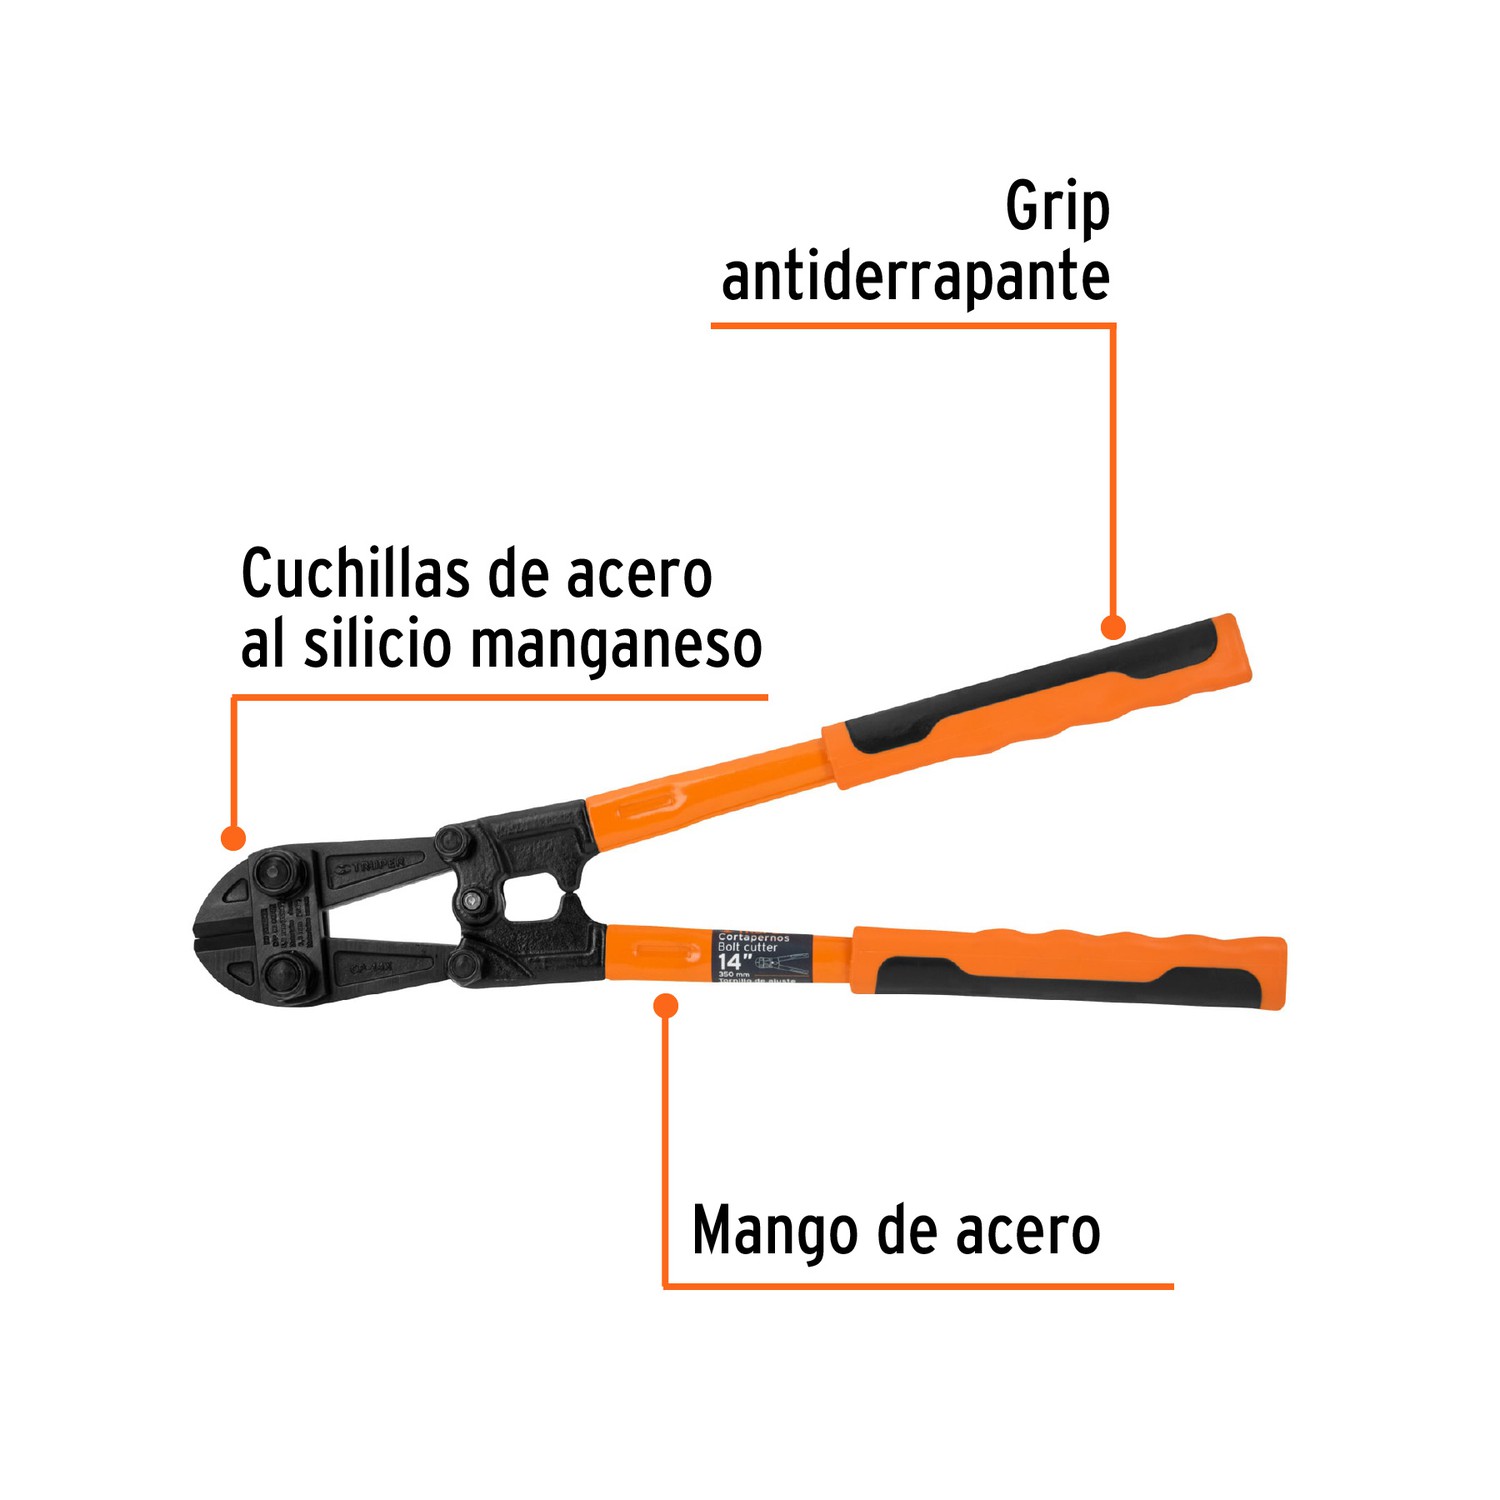 Grip
antiderrapante
Cuchillas de acero
al silicio manganeso
TRUPER
Cortapernos
Bolt cutter
14"
350 mm
Tornillo de ajuste
Mango de acero